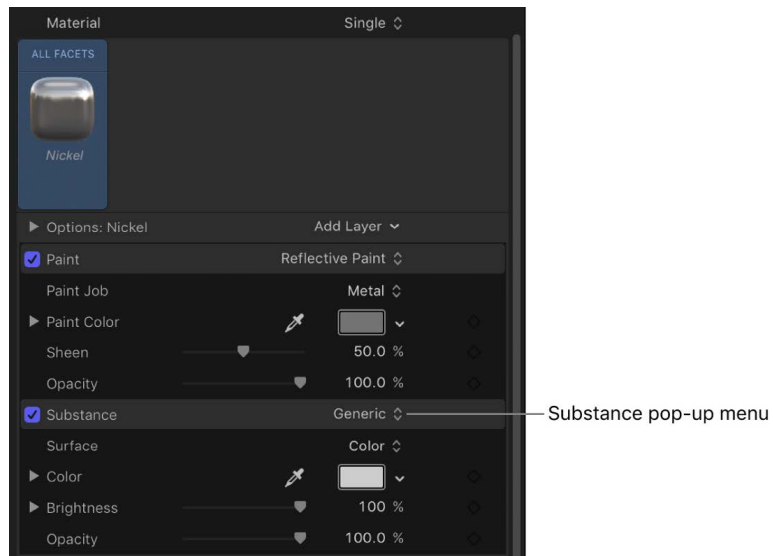 Material Single
ALL FACETS
Nickel
Options: Nickel Add Layer
Paint Reflective Paint
Paint Job Metal
Paint Color
Sheen 50.0 %
Opacity 100.0 %
Substance Generic Substance pop-up menu
Surface Color
Color
Brightness 100 %
Opacity 100.0 %